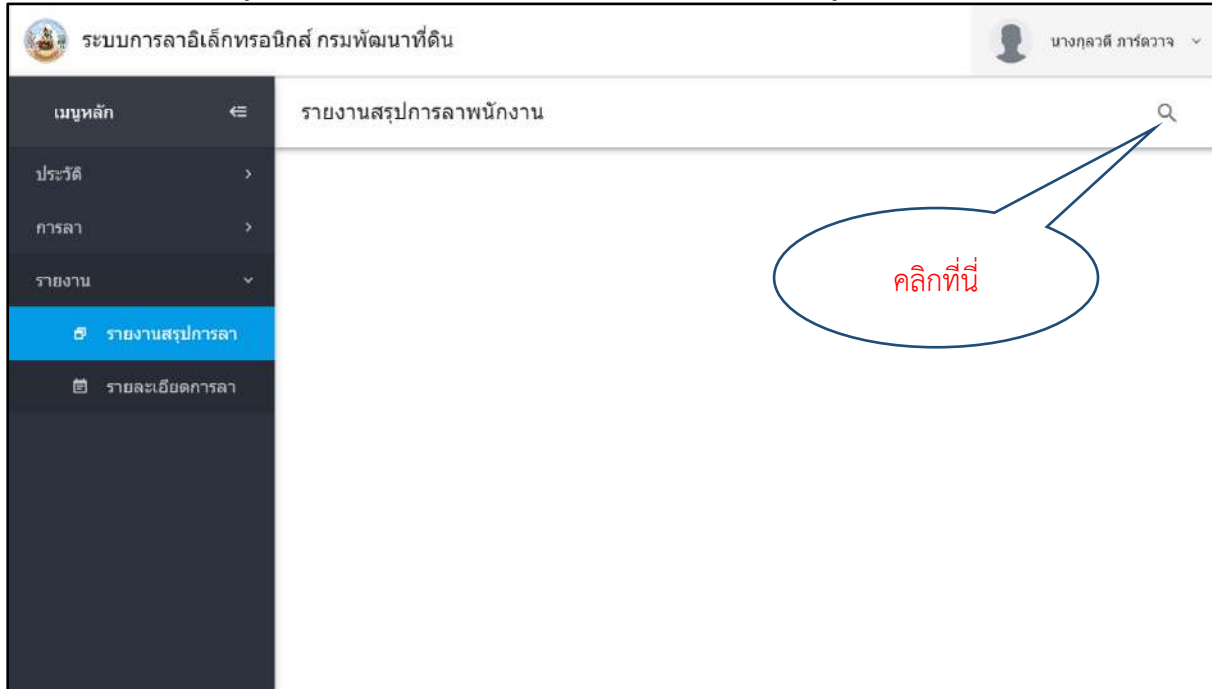 ระบบการลาอิเล็กทรอนิกส์ กรมพัฒนาที่ดิน
นางกุลวดี ภาร์ดวาจ
เมนูหลัก
รายงานสรุปการลาพนักงาน
ประวัติ
การลา
รายงาน
รายงานสรุปการลา
รายละเอียดการลา
คลิกที่นี่